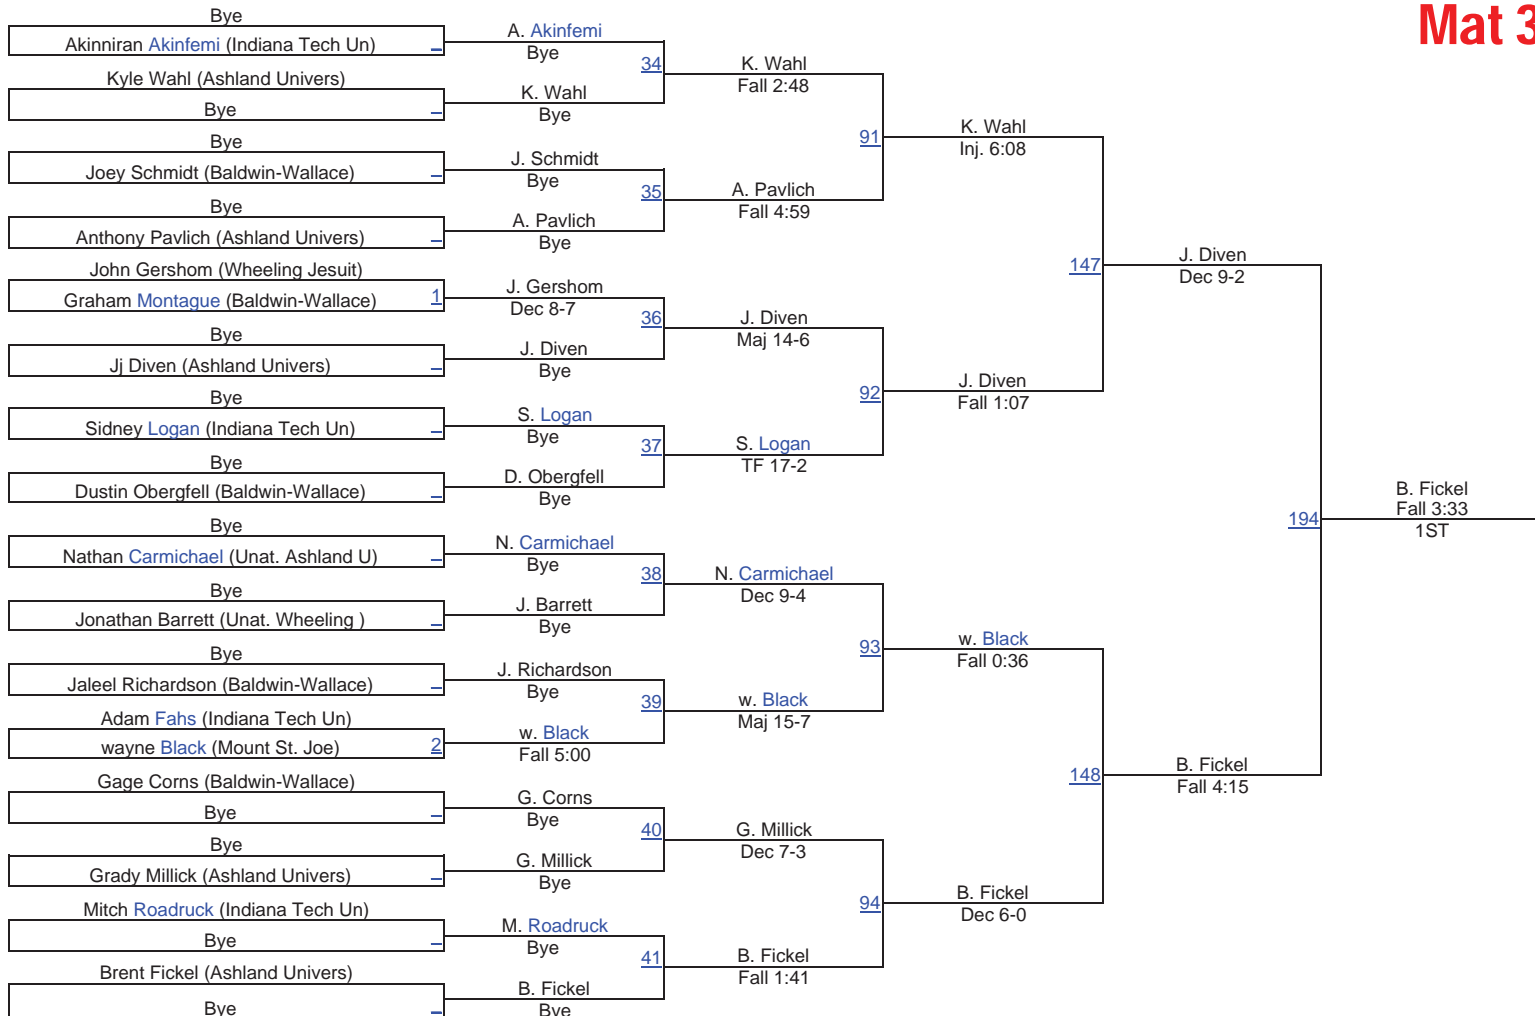 Mat 3
Bye
Akinniran Akinfemi (Indiana Tech Un)
Kyle Wahl (Ashland Univers)
Bye
Bye
Joey Schmidt (Baldwin-Wallace)
Bye
Anthony Pavlich (Ashland Univers)
John Gershom (Wheeling Jesuit)
Graham Montague (Baldwin-Wallace) 1
Bye
Jj Diven (Ashland Univers)
Bye
Sidney Logan (Indiana Tech Un)
Bye
Dustin Obergfell (Baldwin-Wallace)
Bye
Nathan Carmichael (Unat. Ashland U)
Bye
Jonathan Barrett (Unat. Wheeling )
Bye
Jaleel Richardson (Baldwin-Wallace)
Adam Fahs (Indiana Tech Un)
wayne Black (Mount St. Joe) 2
Gage Corns (Baldwin-Wallace)
Bye
Bye
Grady Millick (Ashland Univers)
Mitch Roadruck (Indiana Tech Un)
Bye
Brent Fickel (Ashland Univers)
Bye
A. Akinfemi
Bye
34
K. Wahl
Bye
J. Schmidt
Bye
35
A. Pavlich
Bye
J. Gershom
Dec 8-7
36
J. Diven
Bye
S. Logan
Bye
37
D. Obergfell
Bye
N. Carmichael
Bye
38
J. Barrett
Bye
J. Richardson
Bye
39
w. Black
Fall 5:00
G. Corns
Bye
40
G. Millick
Bye
M. Roadruck
Bye
41
B. Fickel
Bye
K. Wahl
Fall 2:48
91
A. Pavlich
Fall 4:59
J. Diven
Maj 14-6
92
S. Logan
TF 17-2
N. Carmichael
Dec 9-4
93
w. Black
Maj 15-7
G. Millick
Dec 7-3
94
B. Fickel
Fall 1:41
K. Wahl
Inj. 6:08
147
J. Diven
Fall 1:07
w. Black
Fall 0:36
148
B. Fickel
Dec 6-0
J. Diven
Dec 9-2
194
B. Fickel
Fall 4:15
B. Fickel
Fall 3:33
1ST